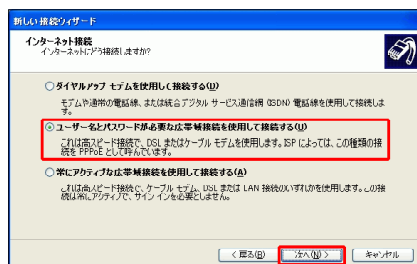 新しい接続ウィザード
インターネット接続
インターネットにどう接続しますか?
ダイヤルアップ モデムを使用して接続する(D)
モデムや通常の電話線、または統合デジタル サービス通信網 (ISDN) 電話線を使用して接続しま
す。
ユーザー名とパスワードが必要な広帯域接続を使用して接続する(U)
これは高スピード接続で、DSL またはケーブル モデムを使用します。ISP によっては、この種類の接
続を PPPoE として呼んでいます。
常にアクティブな広帯域接続を使用して接続する(A)
これは高スピード接続で、ケーブル モデム、DSL または LAN 接続のいずれかを使用します。この接
続は常にアクティブで、サイン インを必要としません。
< 戻る(B)
次へ(N) >
キャンセル